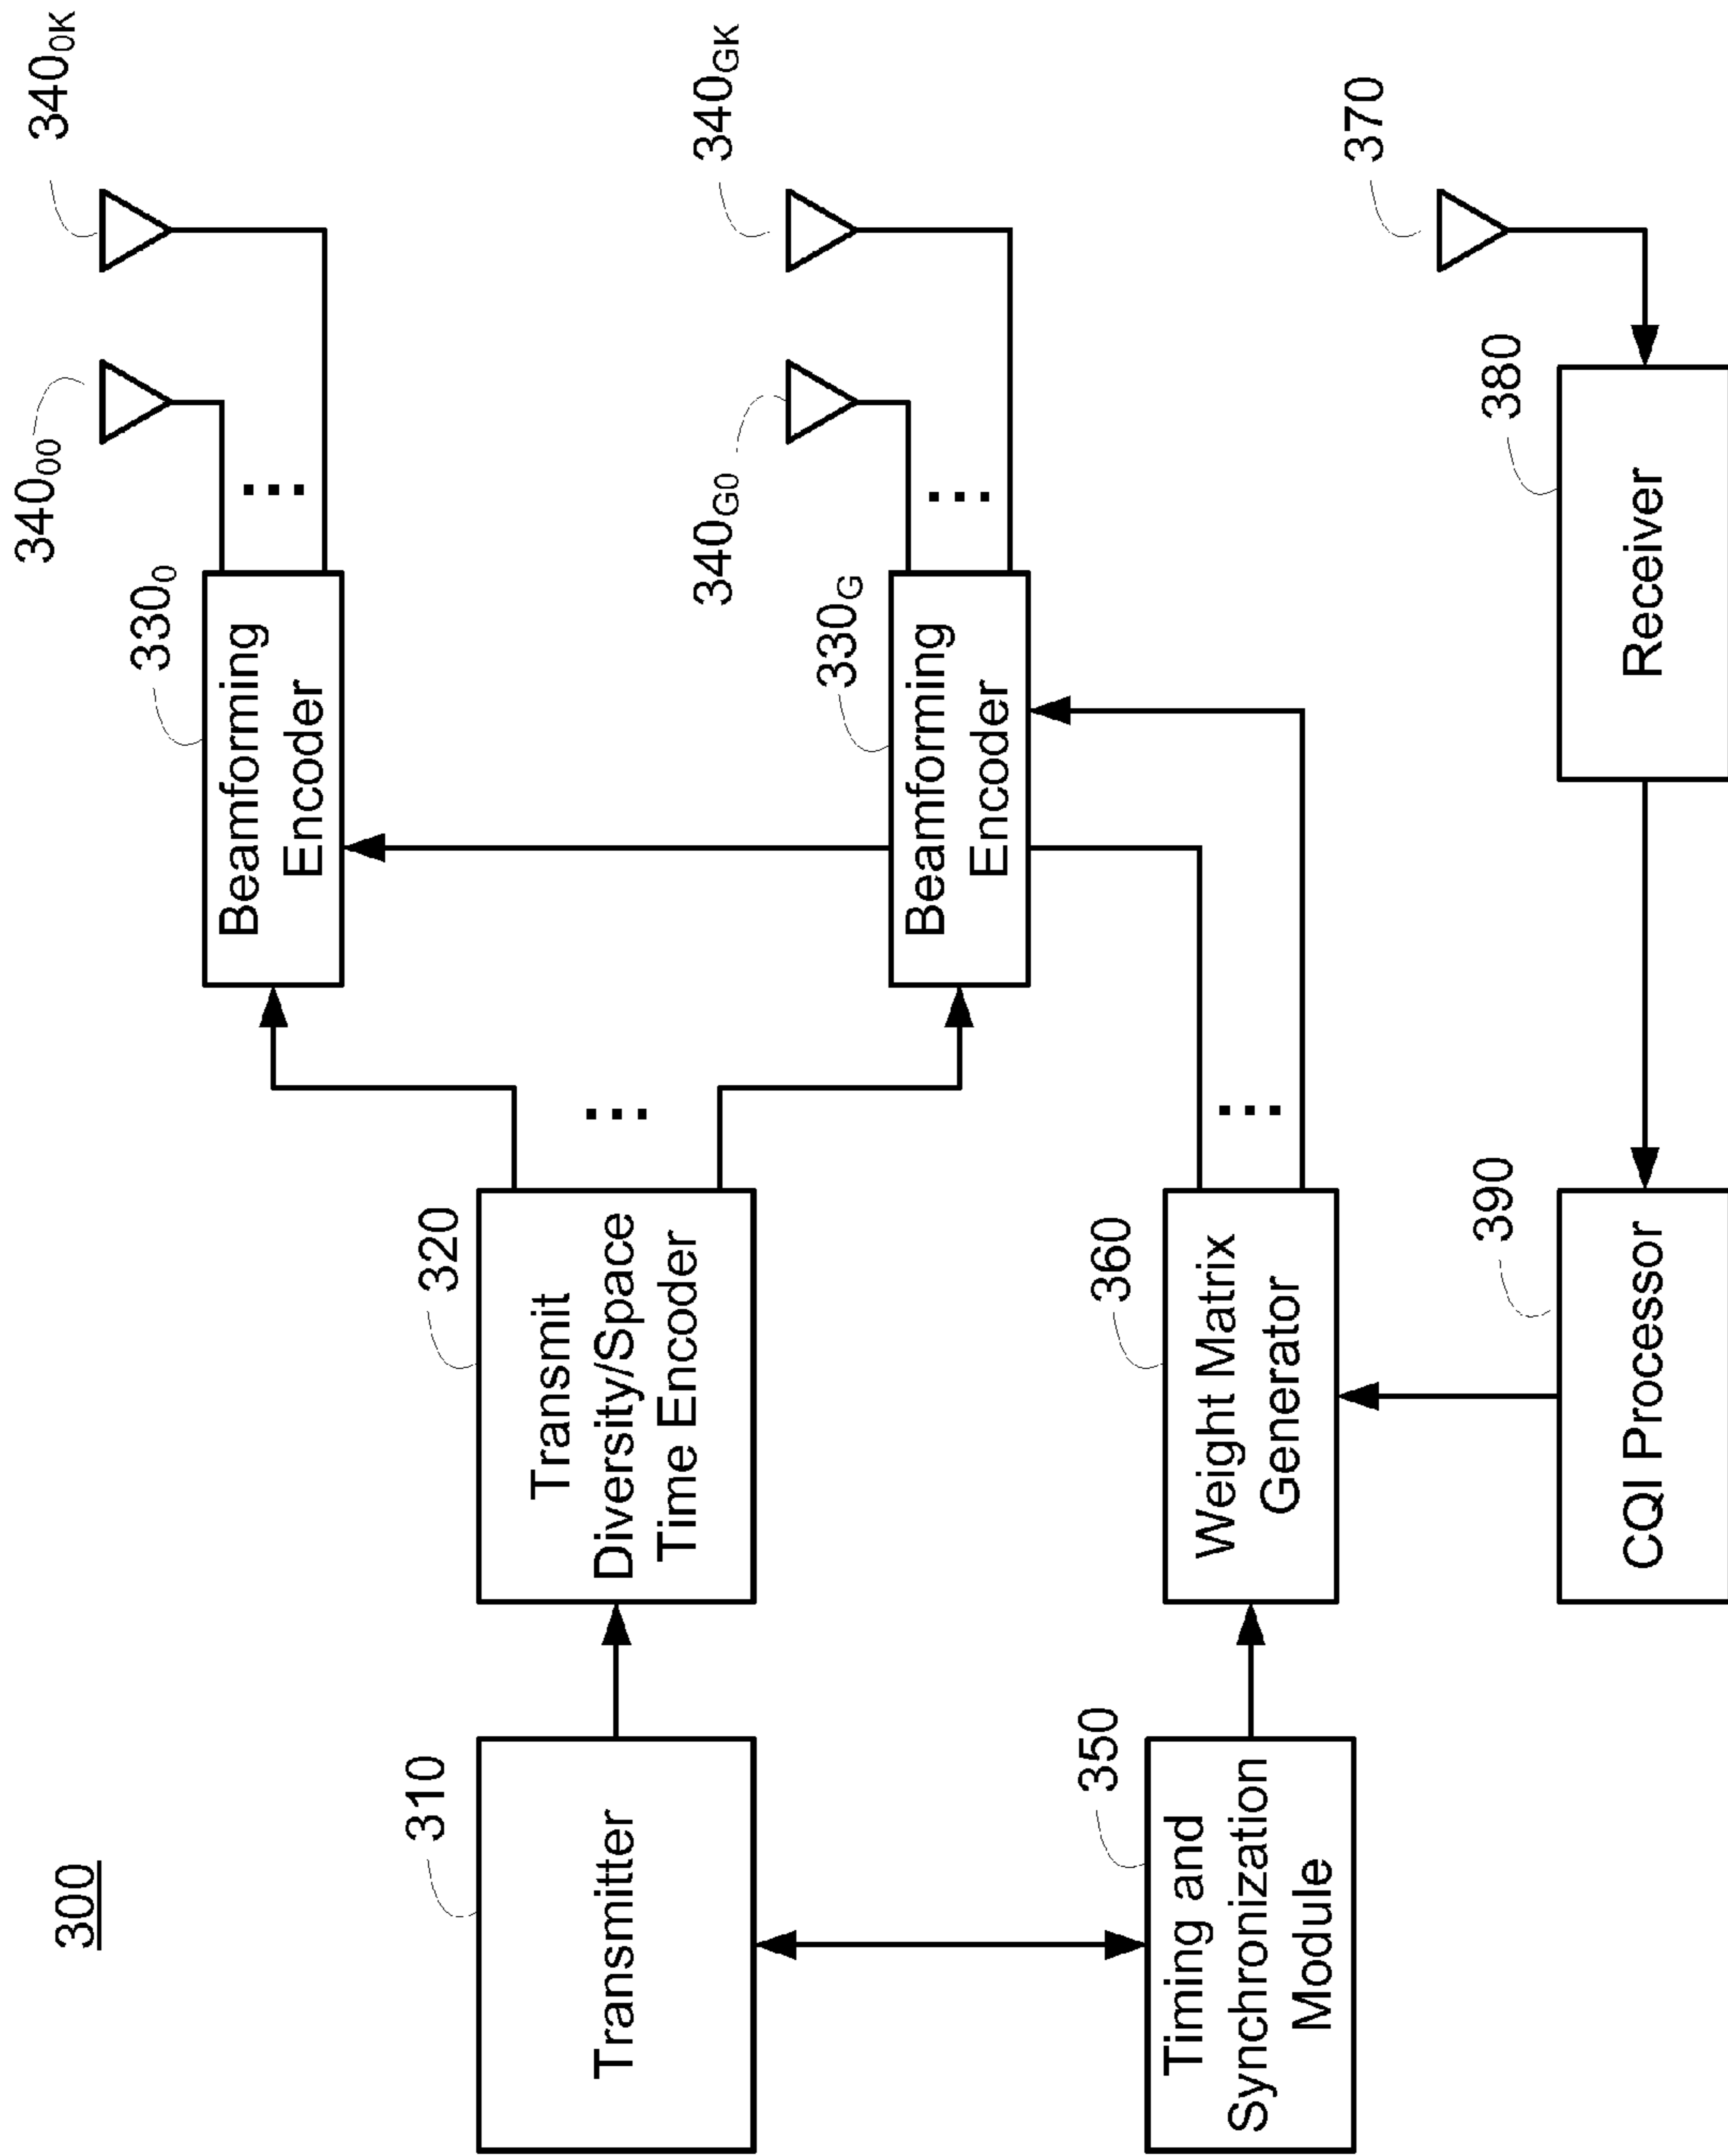 300
310
Transmitter
320
Transmit
Diversity/Space
Time Encoder
330₀
Beamforming
Encoder
340₀₀
...
340₀K
330G
Beamforming
Encoder
340G0
...
340GK
...
350
Timing and
Synchronization
Module
360
Weight Matrix
Generator
...
390
CQI Processor
380
Receiver
370